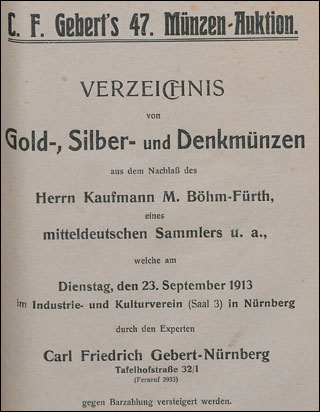 C. F. Gebert's 47. Münzen-Auktion.
VERZEICHNIS
von
Gold-, Silber- und Denkmünzen
aus dem Nachlaß des
Herrn Kaufmann M. Böhm-Fürth,
eines
mitteldeutschen Sammlers u. a.,
welche am
Dienstag, den 23. September 1913
im Industrie- und Kulturverein (Saal 3) in Nürnberg
durch den Experten
Carl Friedrich Gebert-Nürnberg
Tafelhofstraße 32/I
(Fernruf 2933)
gegen Barzahlung versteigert werden.